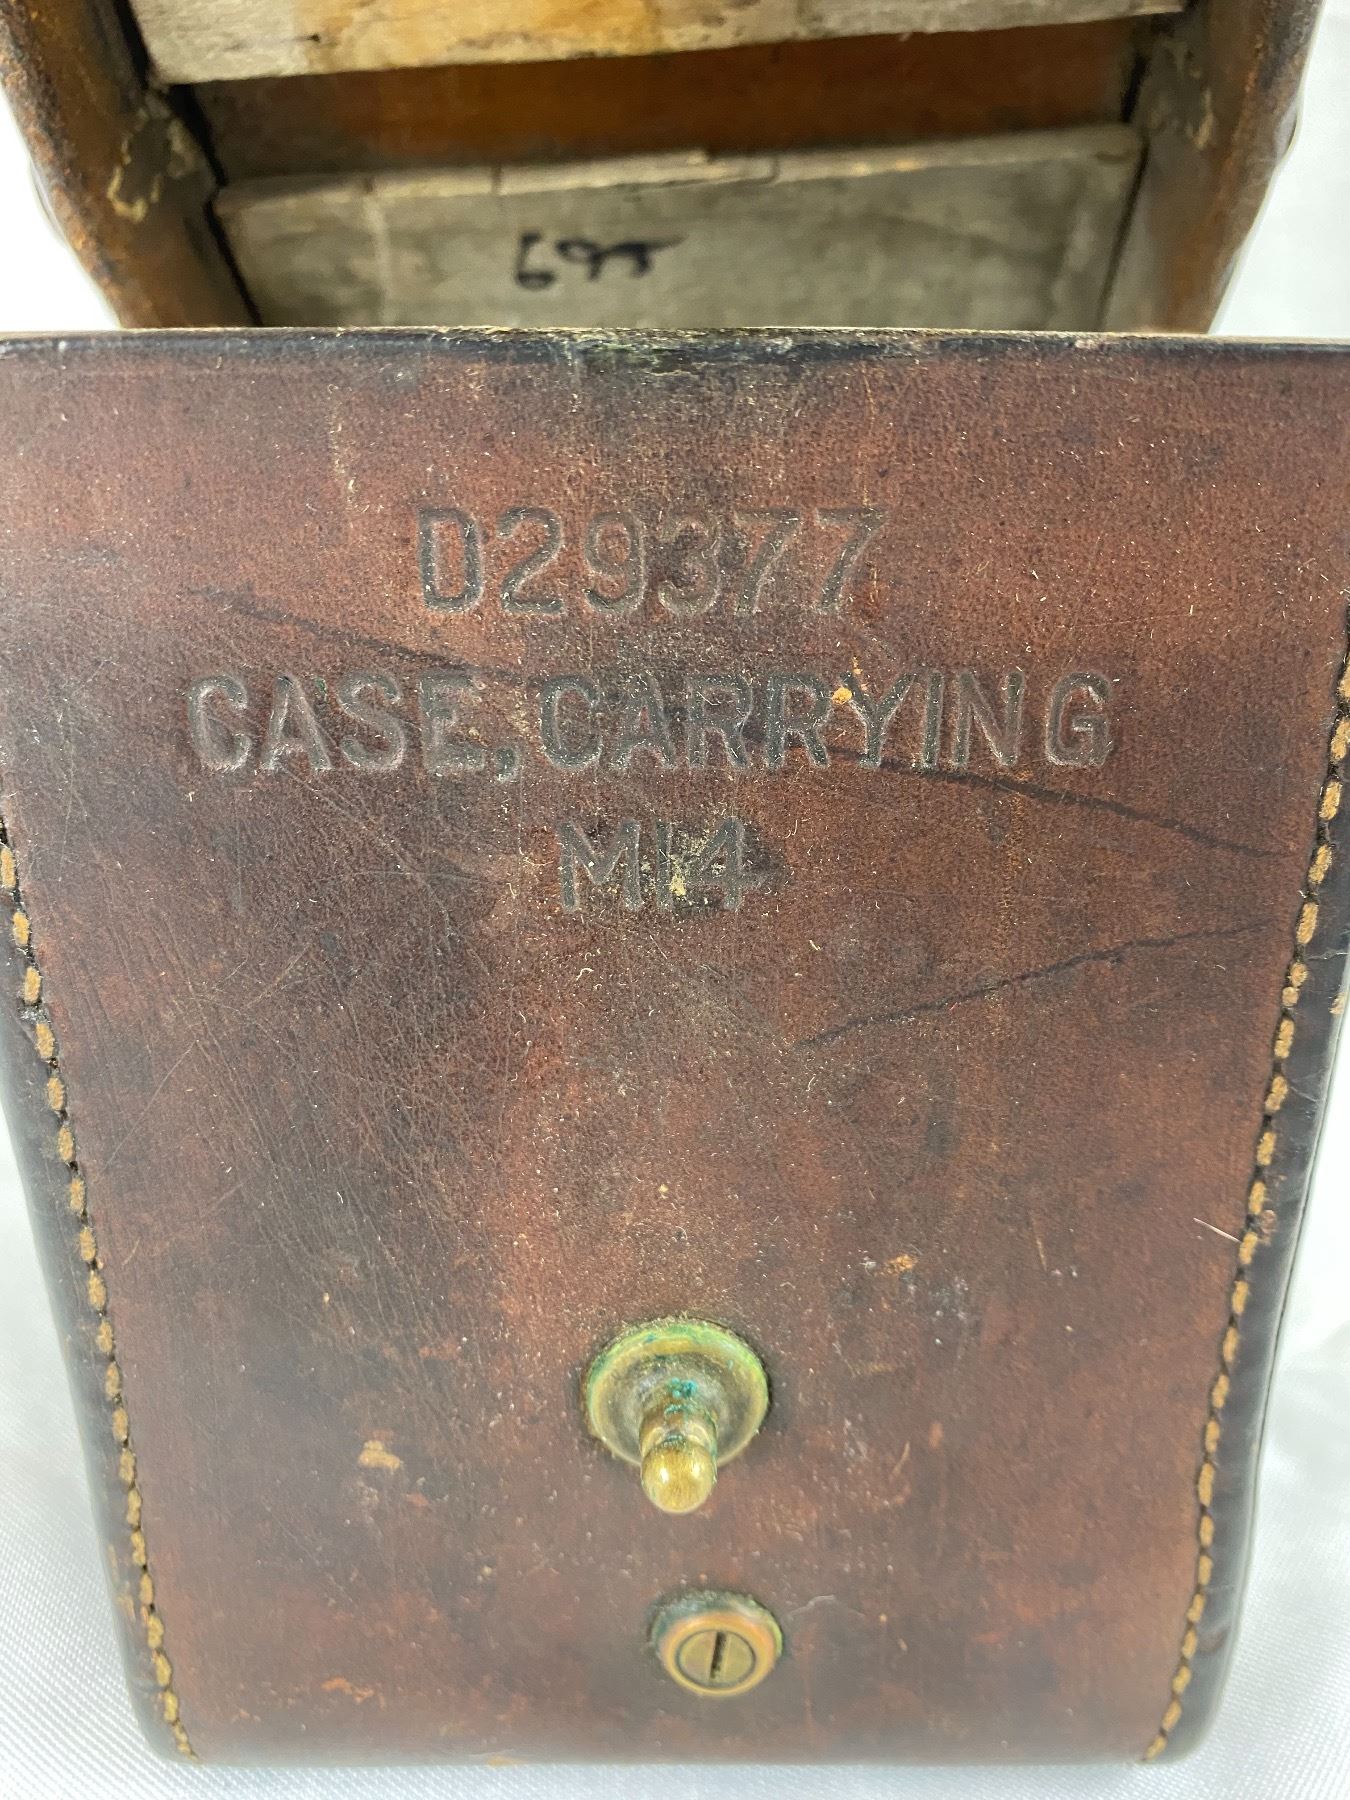 695
D29377
CASE, CARRYING
M14